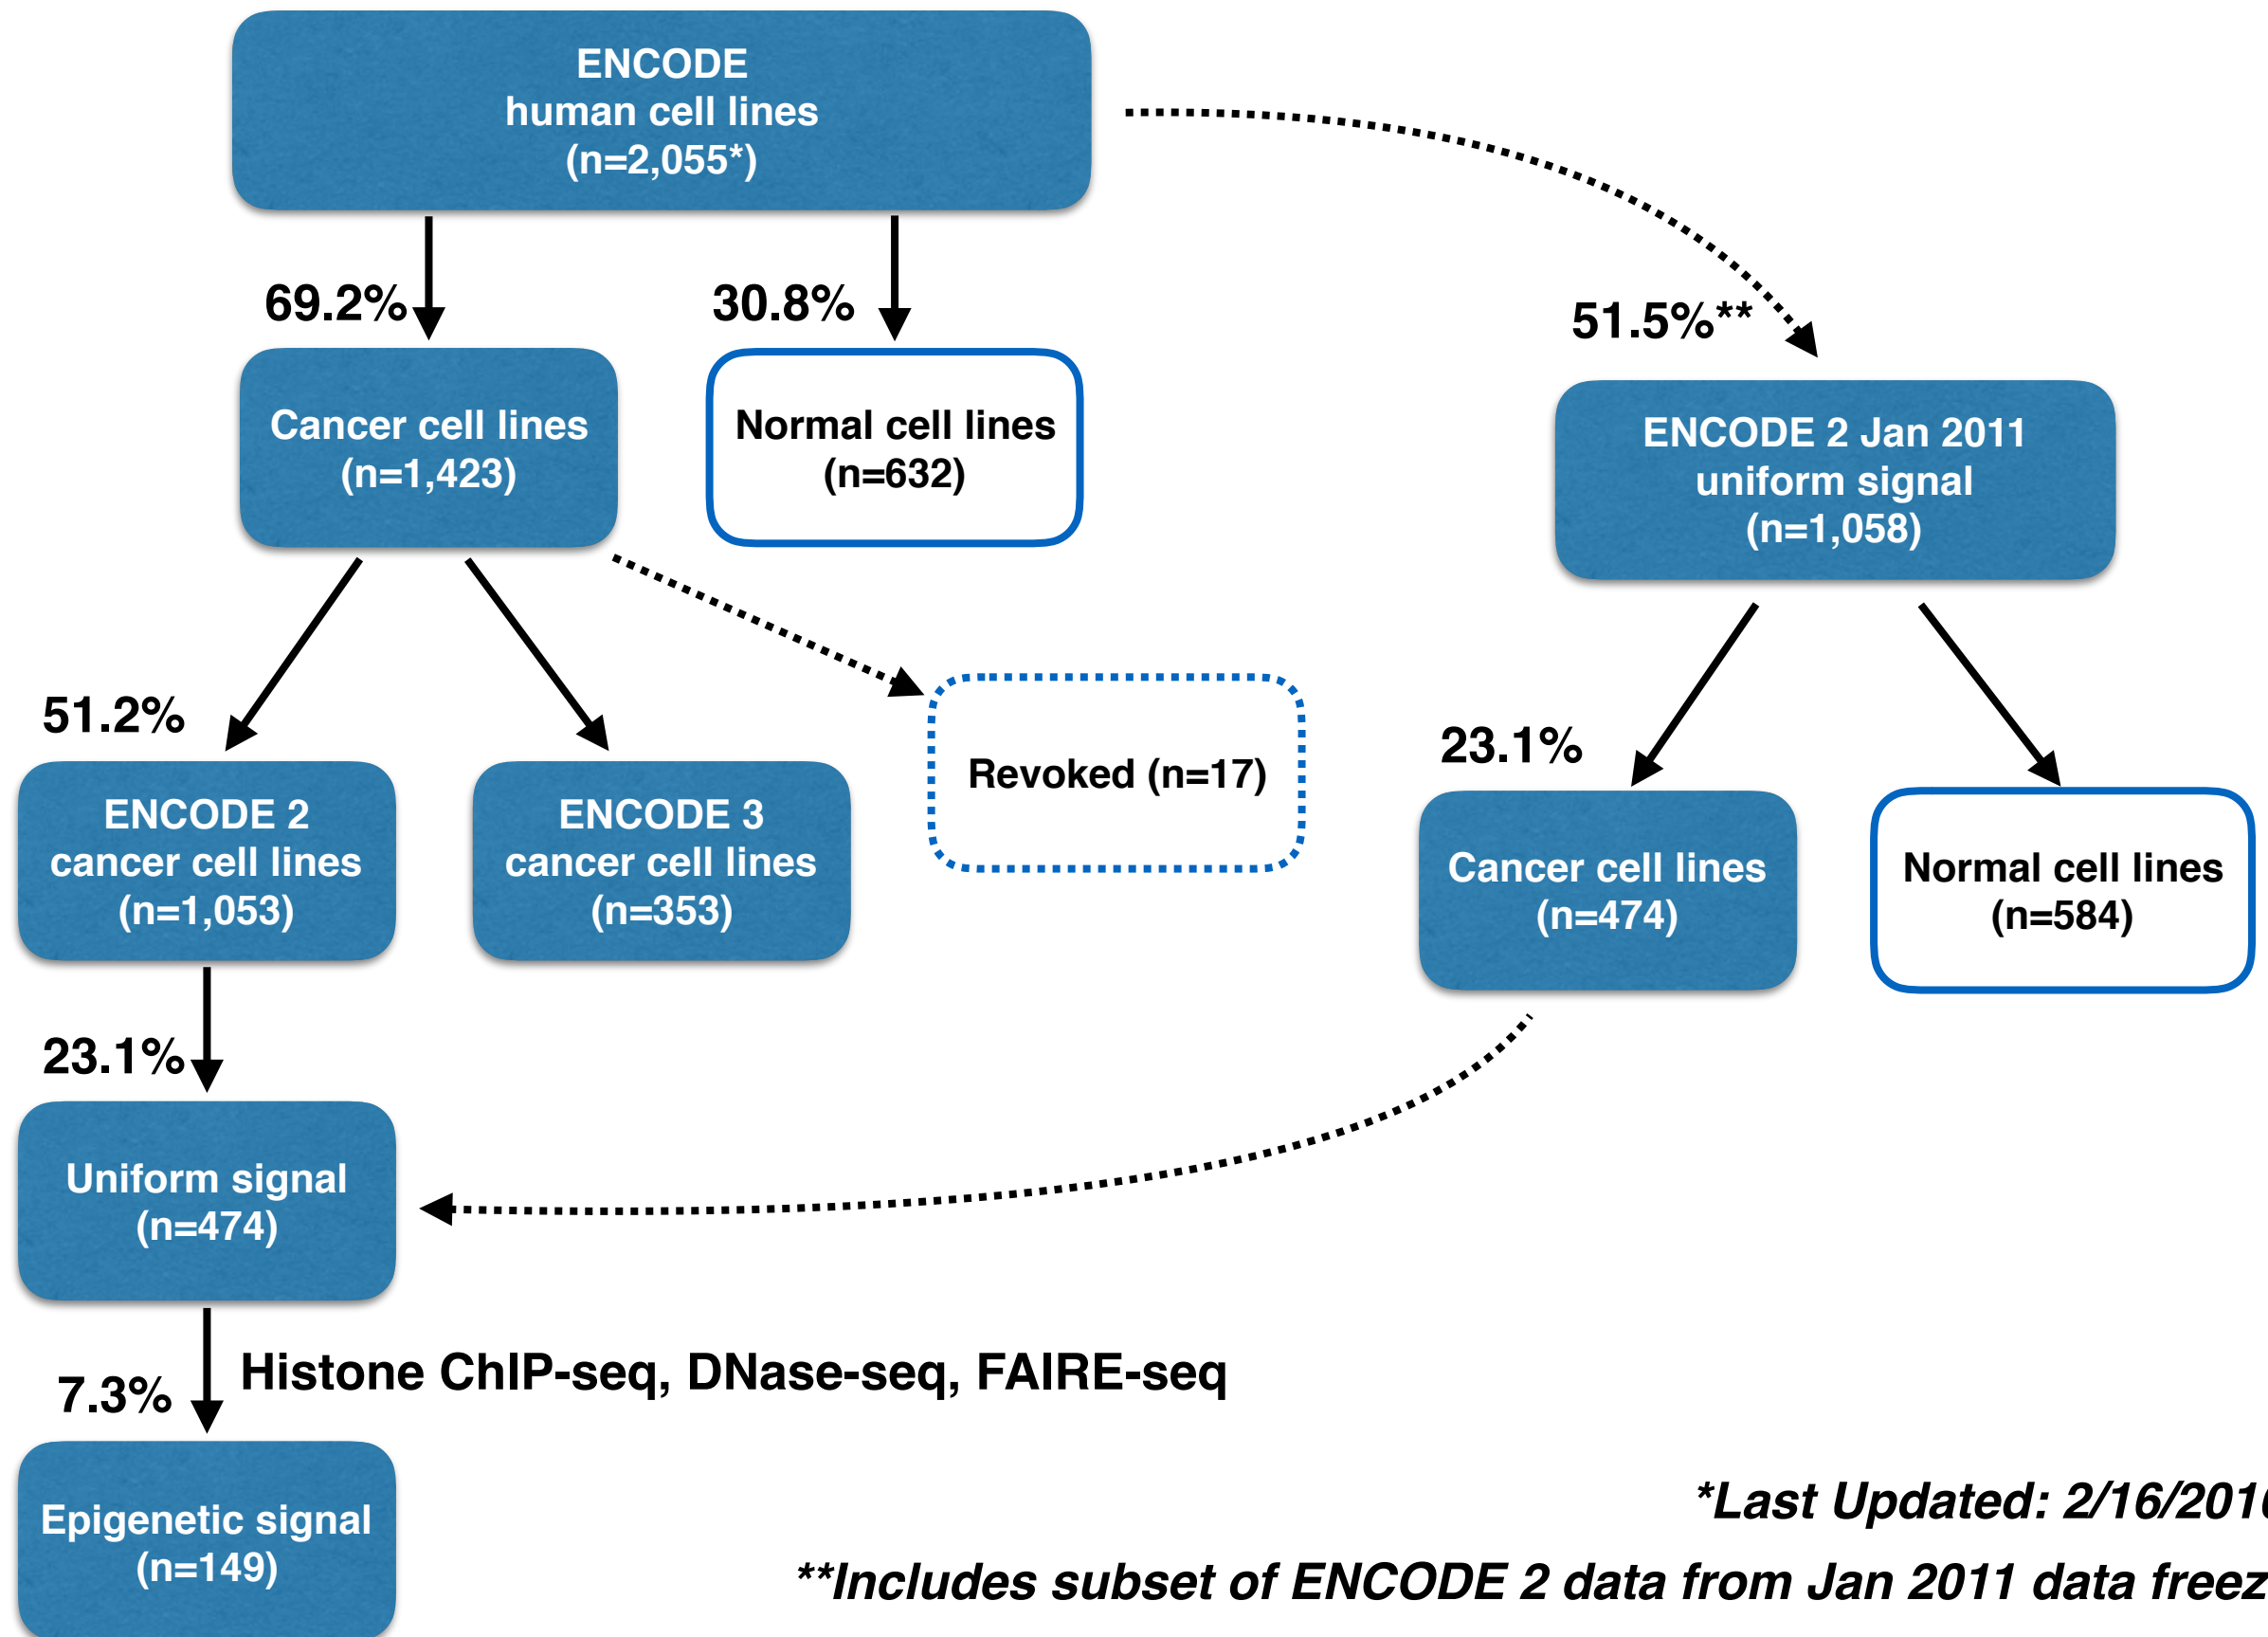 ENCODE
human cell lines
(n=2,055*)
69.2%
30.8%
51.5%**
Cancer cell lines
(n=1,423)
Normal cell lines
(n=632)
ENCODE 2 Jan 2011
uniform signal
(n=1,058)
51.2%
ENCODE 2
cancer cell lines
(n=1,053)
ENCODE 3
cancer cell lines
(n=353)
Revoked (n=17)
23.1%
Cancer cell lines
(n=474)
Normal cell lines
(n=584)
23.1%
Uniform signal
(n=474)
7.3%
Histone ChIP-seq, DNase-seq, FAIRE-seq
Epigenetic signal
(n=149)
*Last Updated:
**Includes subset of ENCODE 2 data from Jan 2011 data